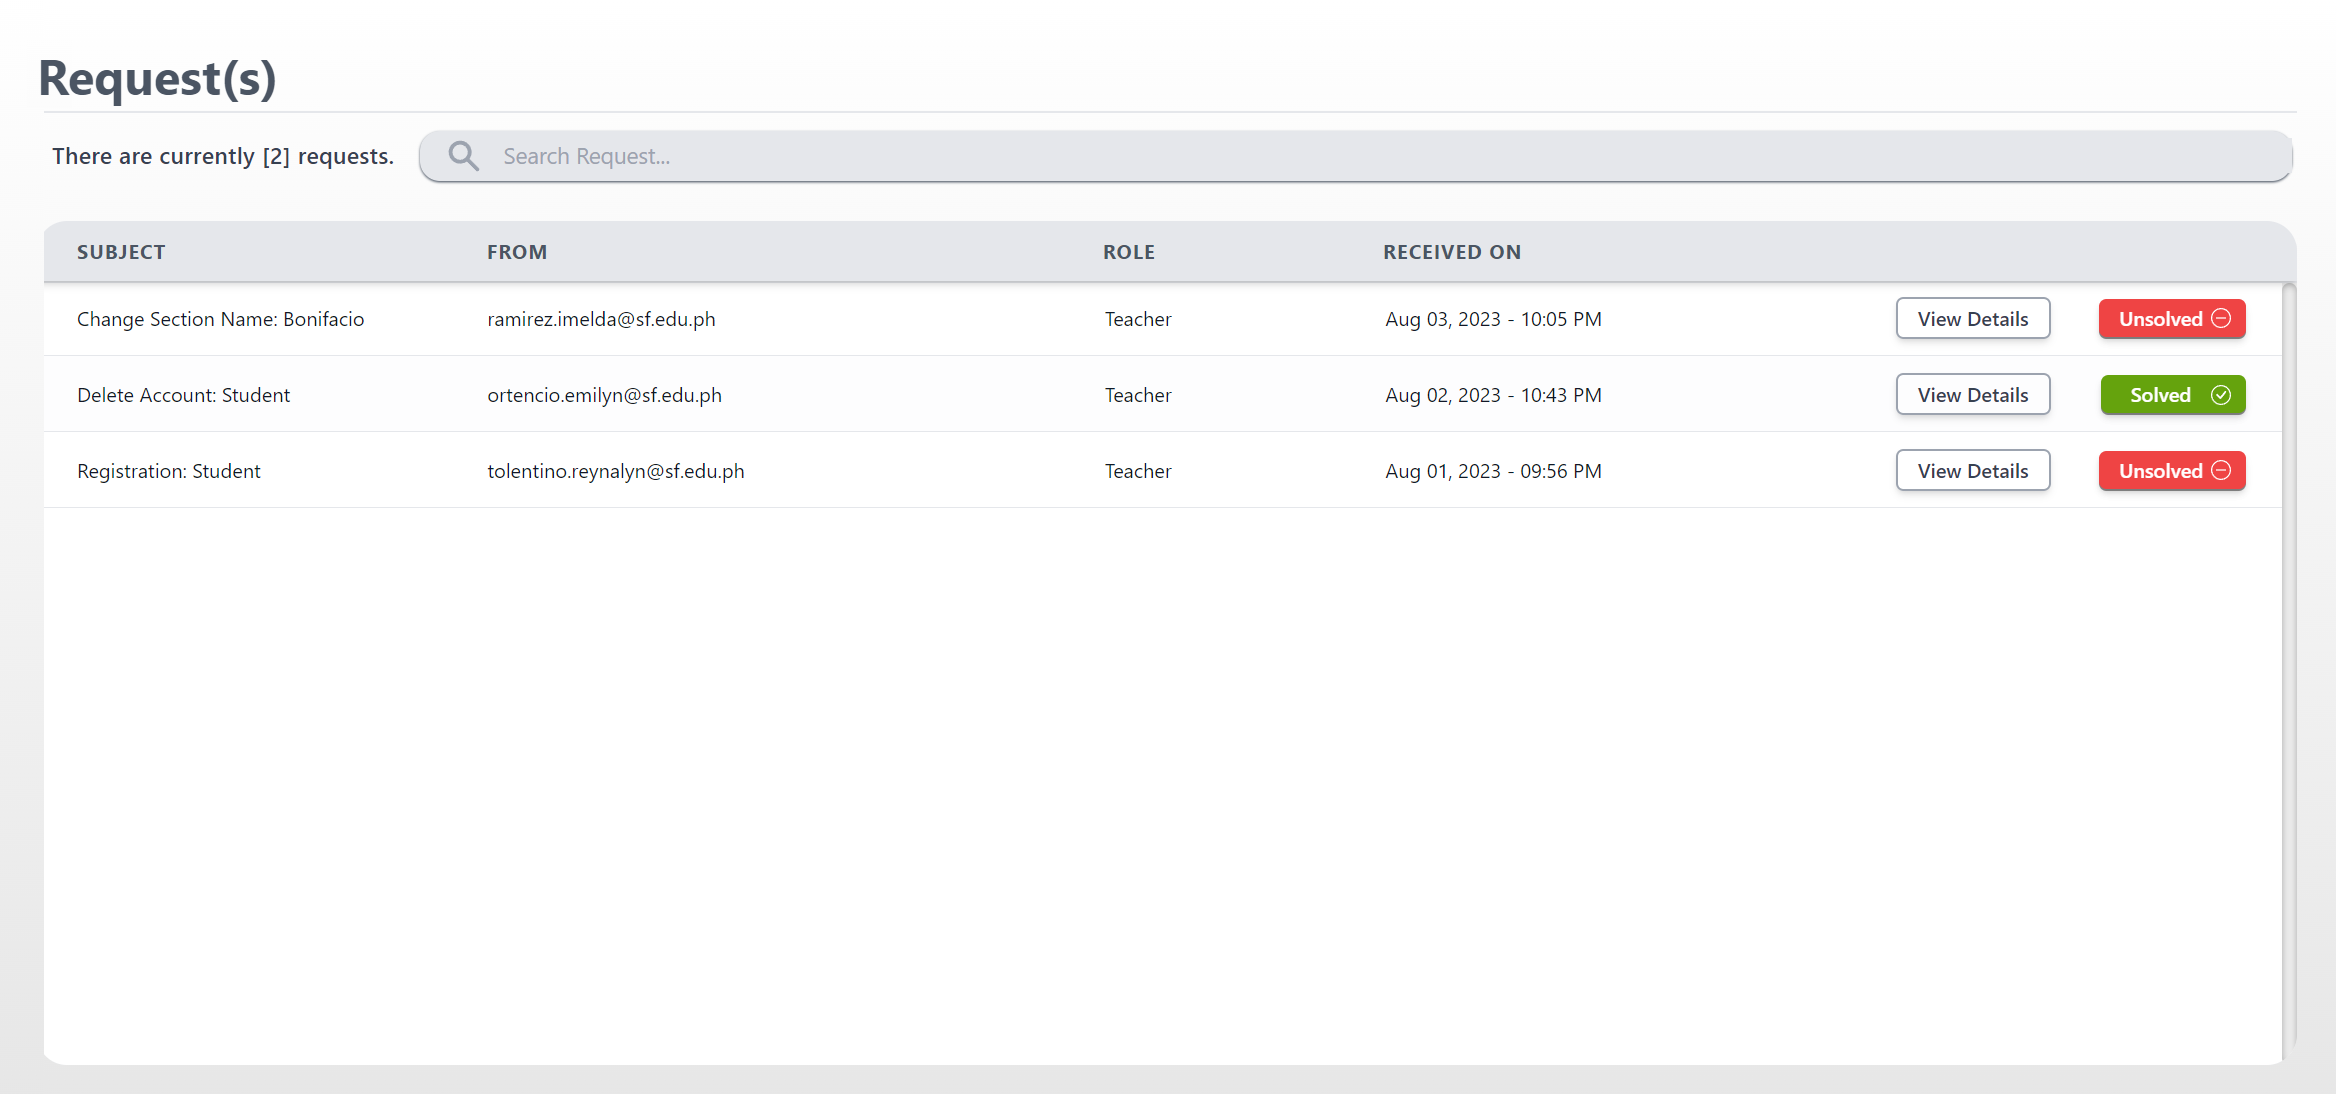 Request(s)
There are currently [2] requests. Search Request...
SUBJECT FROM ROLE RECEIVED ON
Change Section Name: Bonifacio ramirez.imelda@sf.edu.ph Teacher Aug 03, 2023 - 10:05 PM View Details Unsolved
Delete Account: Student ortencio.emilyn@sf.edu.ph Teacher Aug 02, 2023 - 10:43 PM View Details Solved
Registration: Student tolentino.reynalyn@sf.edu.ph Teacher Aug 01, 2023 - 09:56 PM View Details Unsolved